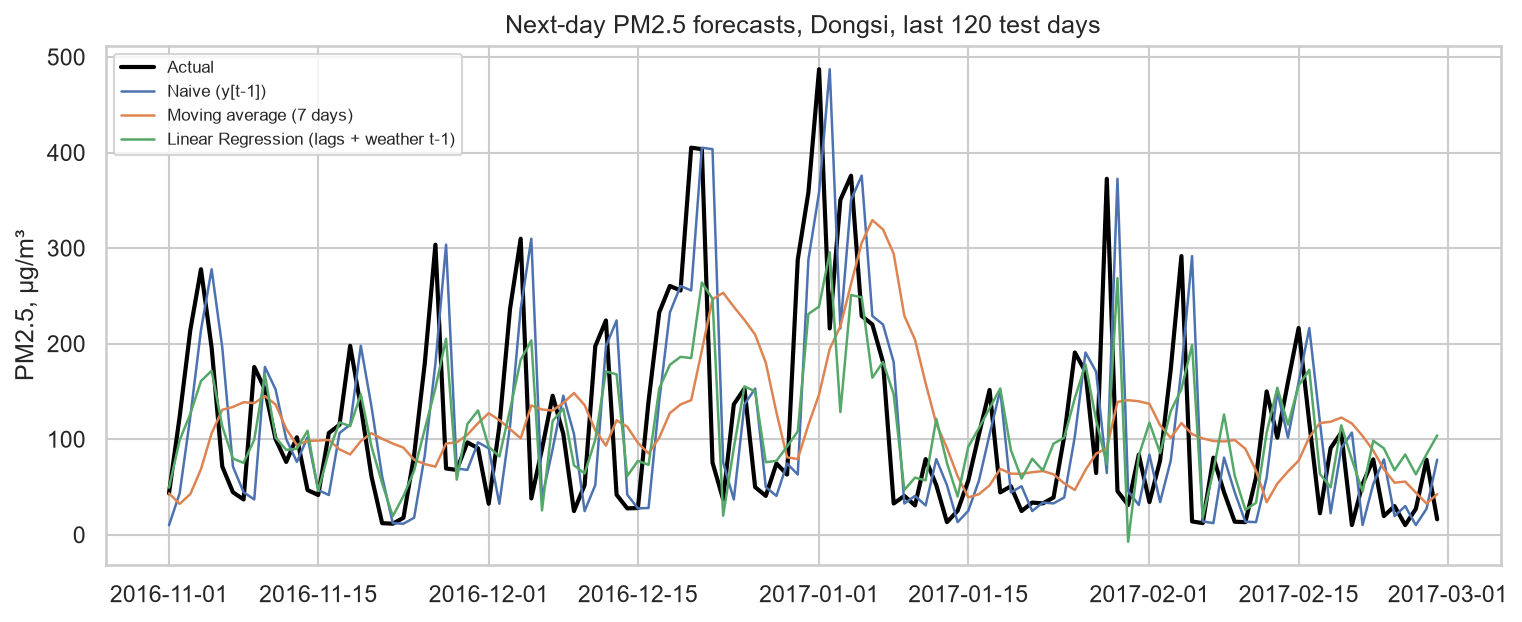 Next-day PM2.5 forecasts, Dongsi, last 120 test days
PM2.5, µg/m³
500
400
300
200
100
0
Actual
Naive (y[t-1])
Moving average (7 days)
Linear Regression (lags + weather t-1)
2016-11-01 2016-11-15 2016-12-01 2016-12-15 2017-01-01 2017-01-15 2017-02-01 2017-02-15 2017-03-01